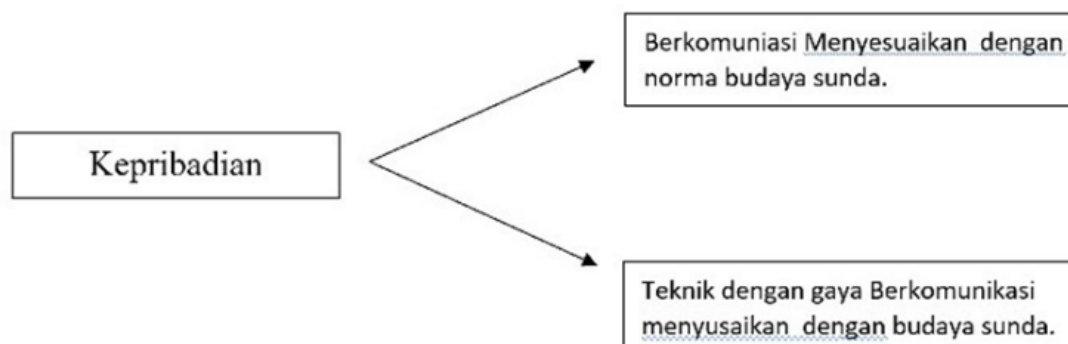 Berkomuniasi Menyesuaikan dengan
norma budaya sunda.
Kepribadian
Teknik dengan gaya Berkomunikasi
menyusaikan dengan budaya sunda.